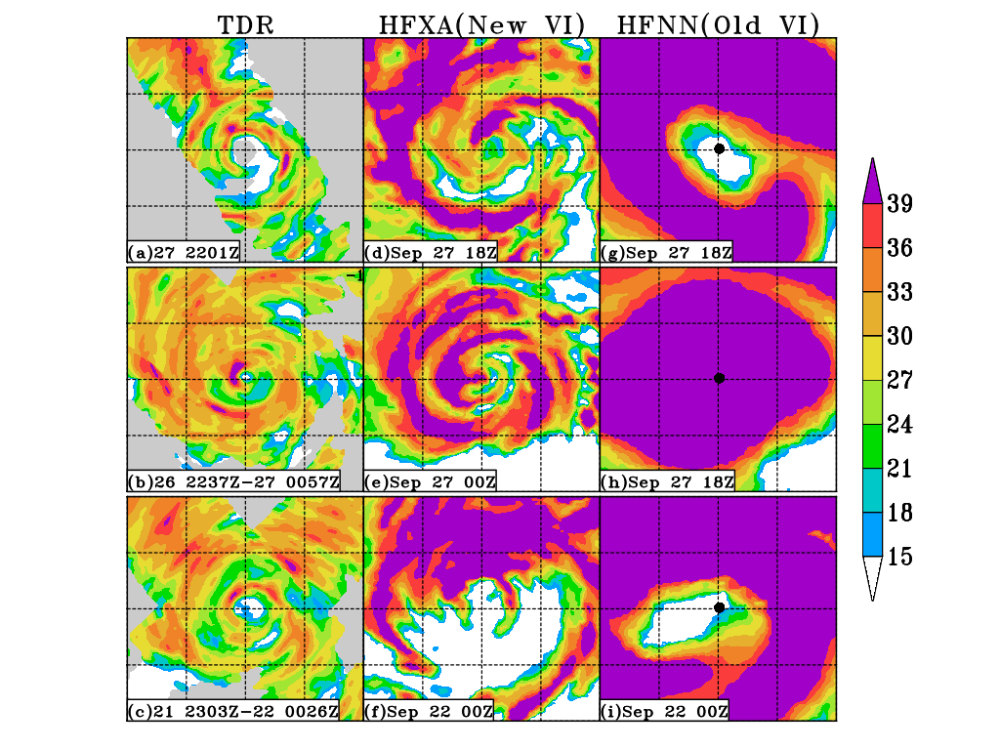 TDR HFXA(New VI) HFNN(Old VI)
(a)27 2201Z (d)Sep 27 18Z (g)Sep 27 18Z
-1
(b)26 2237Z-27 0057Z (e)Sep 27 00Z (h)Sep 27 18Z
(c)21 2303Z-22 0026Z (f)Sep 22 00Z (i)Sep 22 00Z
39
36
33
30
27
24
21
18
15